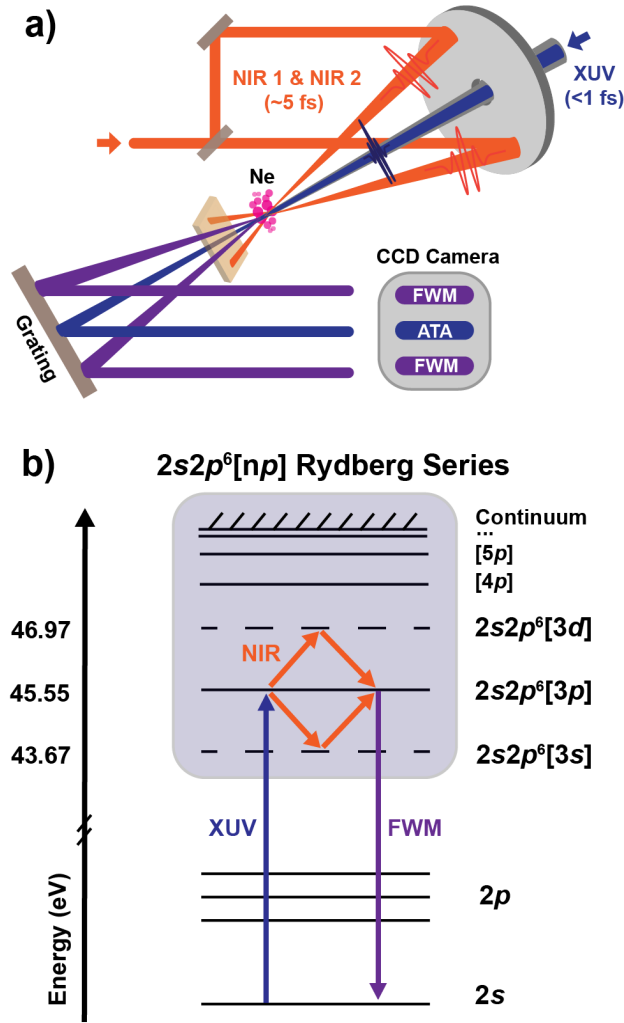 a)
NIR 1 & NIR 2
(~5 fs)
XUV
(<1 fs)
Ne
CCD Camera
FWM
ATA
FWM
Grating
b)
2s2p⁶[np] Rydberg Series
Continuum
...
[5p]
[4p]
46.97
2s2p⁶[3d]
NIR
45.55
2s2p⁶[3p]
43.67
2s2p⁶[3s]
XUV
FWM
Energy (eV)
2p
2s